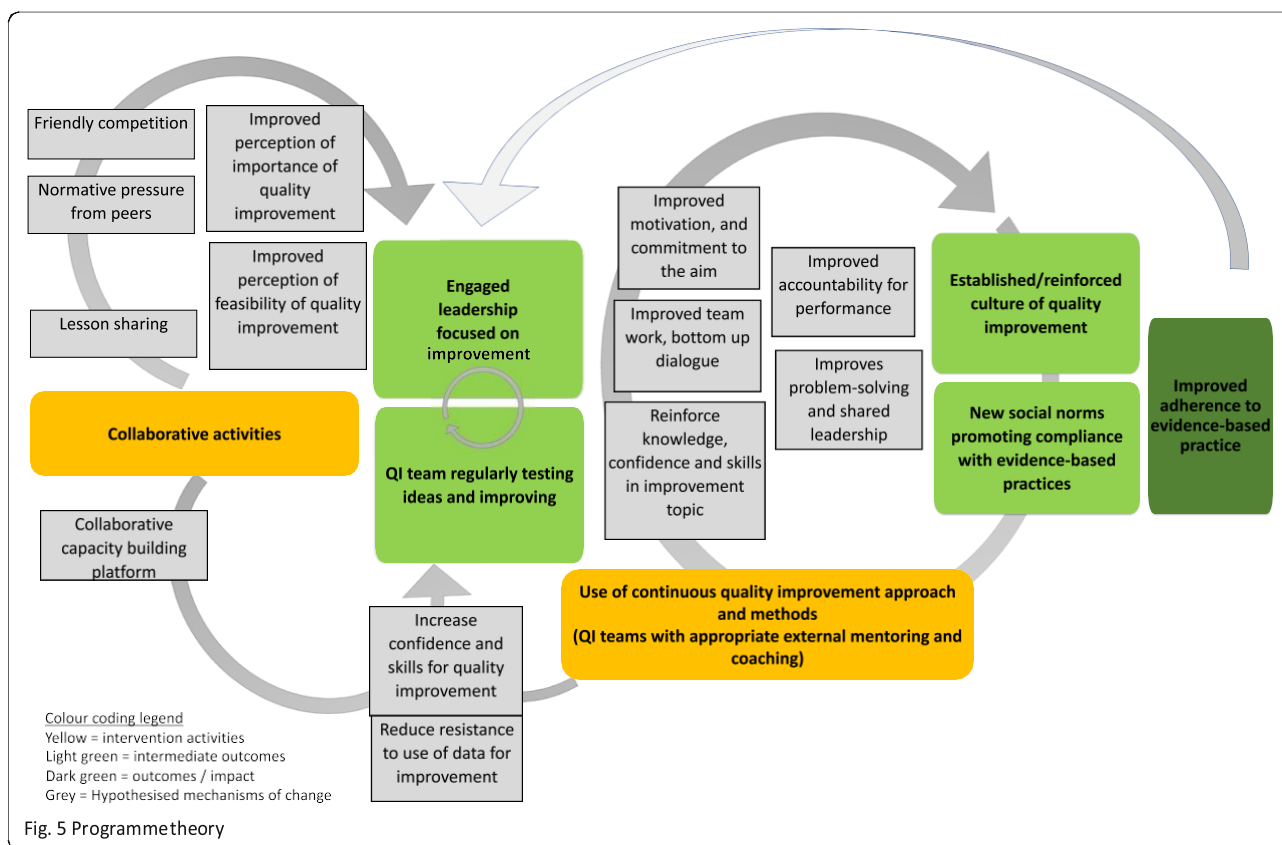 Friendly competition
Normative pressure
from peers
Lesson sharing
Improved
perception of
importance of
quality
improvement
Improved
perception of
feasibility of quality
improvement
Collaborative activities
Collaborative
capacity building
platform
Engaged
leadership
focused on
improvement
QI team regularly testing
ideas and improving
Increase
confidence and
skills for quality
improvement
Reduce resistance
to use of data for
improvement
Improved
motivation, and
commitment to
the aim
Improved team
work, bottom up
dialogue
Reinforce
knowledge,
confidence and skills
in improvement
topic
Improved
accountability for
performance
Improves
problem-solving
and shared
leadership
Use of continuous quality improvement approach
and methods
(QI teams with appropriate external mentoring and
coaching)
Established/reinforced
culture of quality
improvement
New social norms
promoting compliance
with evidence-based
practices
Improved
adherence to
evidence-based
practice
Colour coding legend
Yellow = intervention activities
Light green = intermediate outcomes
Dark green = outcomes / impact
Grey = Hypothesised mechanisms of change
Fig. 5 Programme theory